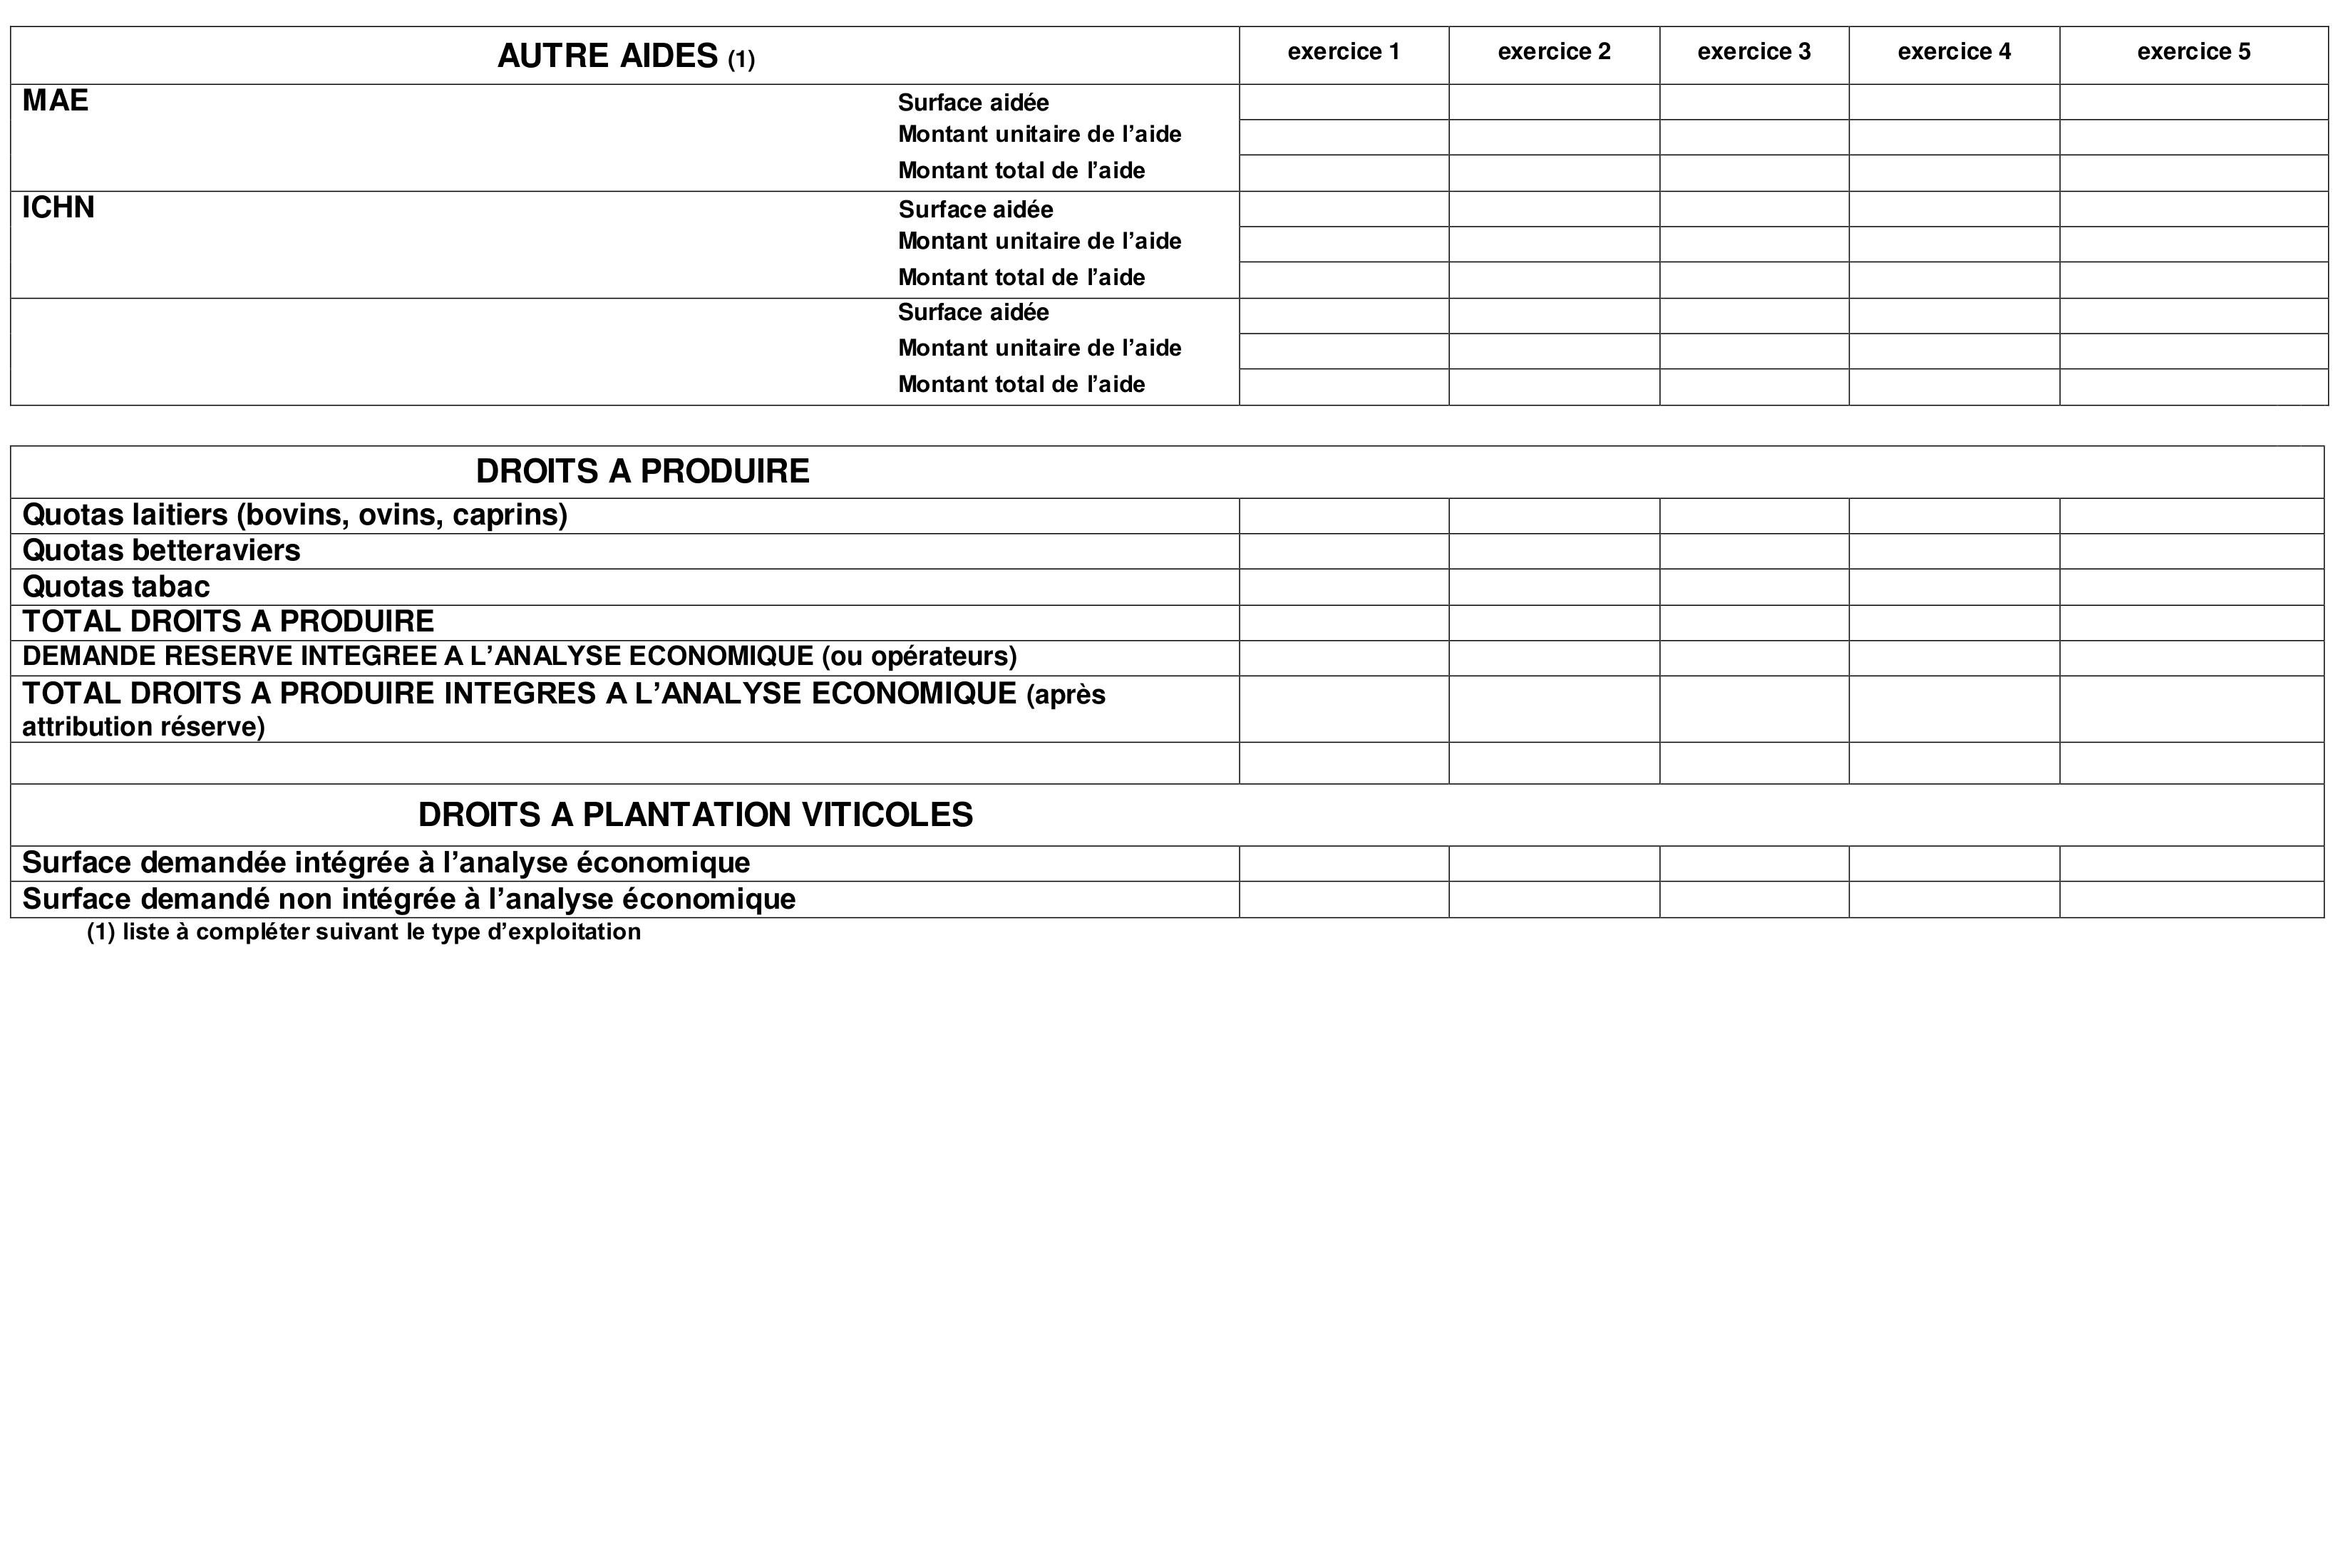 AUTRE AIDES (1) exercice 1 exercice 2 exercice 3 exercice 4 exercice 5
MAE Surface aidée
Montant unitaire de l’aide
Montant total de l’aide
ICHN Surface aidée
Montant unitaire de l’aide
Montant total de l’aide
Surface aidée
Montant unitaire de l’aide
Montant total de l’aide
DROITS A PRODUIRE
Quotas laitiers (bovins, ovins, caprins)
Quotas betteraviers
Quotas tabac
TOTAL DROITS A PRODUIRE
DEMANDE RESERVE INTEGREE A L’ANALYSE ECONOMIQUE (ou opérateurs)
TOTAL DROITS A PRODUIRE INTEGRES A L’ANALYSE ECONOMIQUE (après
attribution réserve)
DROITS A PLANTATION VITICOLES
Surface demandée intégrée à l’analyse économique
Surface demandé non intégrée à l’analyse économique
(1) liste à compléter suivant le type d’exploitation